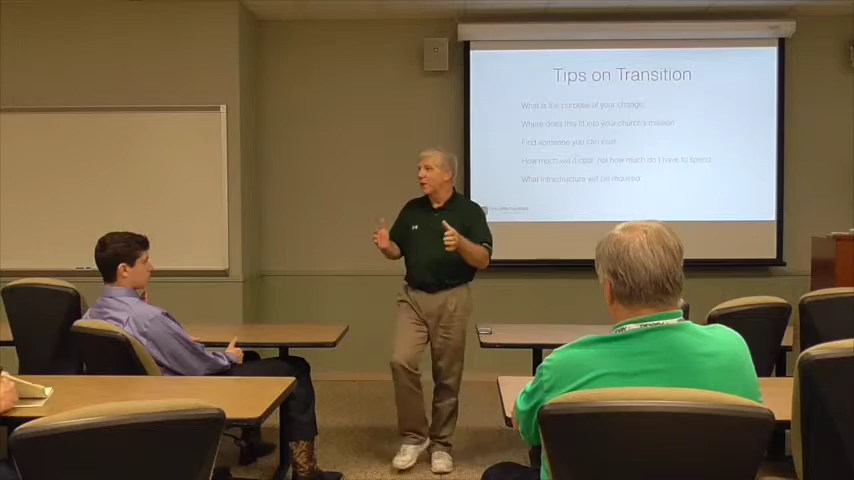 Tips on Transition
What is the purpose of your change
Where does this fit into your church's mission
Find someone you can trust
How much will it cost not how much do I have to spend
What infrastructure will be required